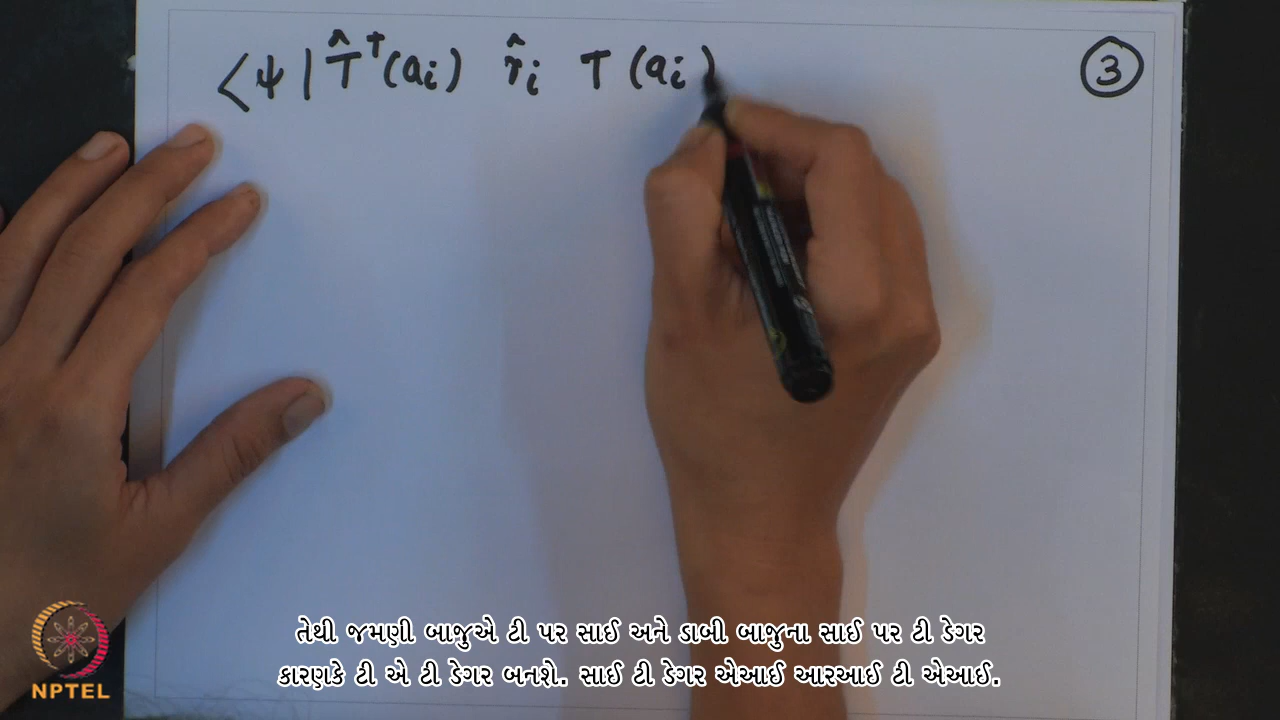 ⟨ψ| T̂†(aᵢ) r̂ᵢ T (aᵢ)
3
તેથી જમણી બાજુએ ટી પર સાઈ અને ડાબી બાજુના સાઈ પર ટી ડેગર
કારણકે ટી એ ટી ડેગર બનશે. સાઈ ટી ડેગર એઆઈ આરઆઈ ટી એઆઈ.
NPTEL